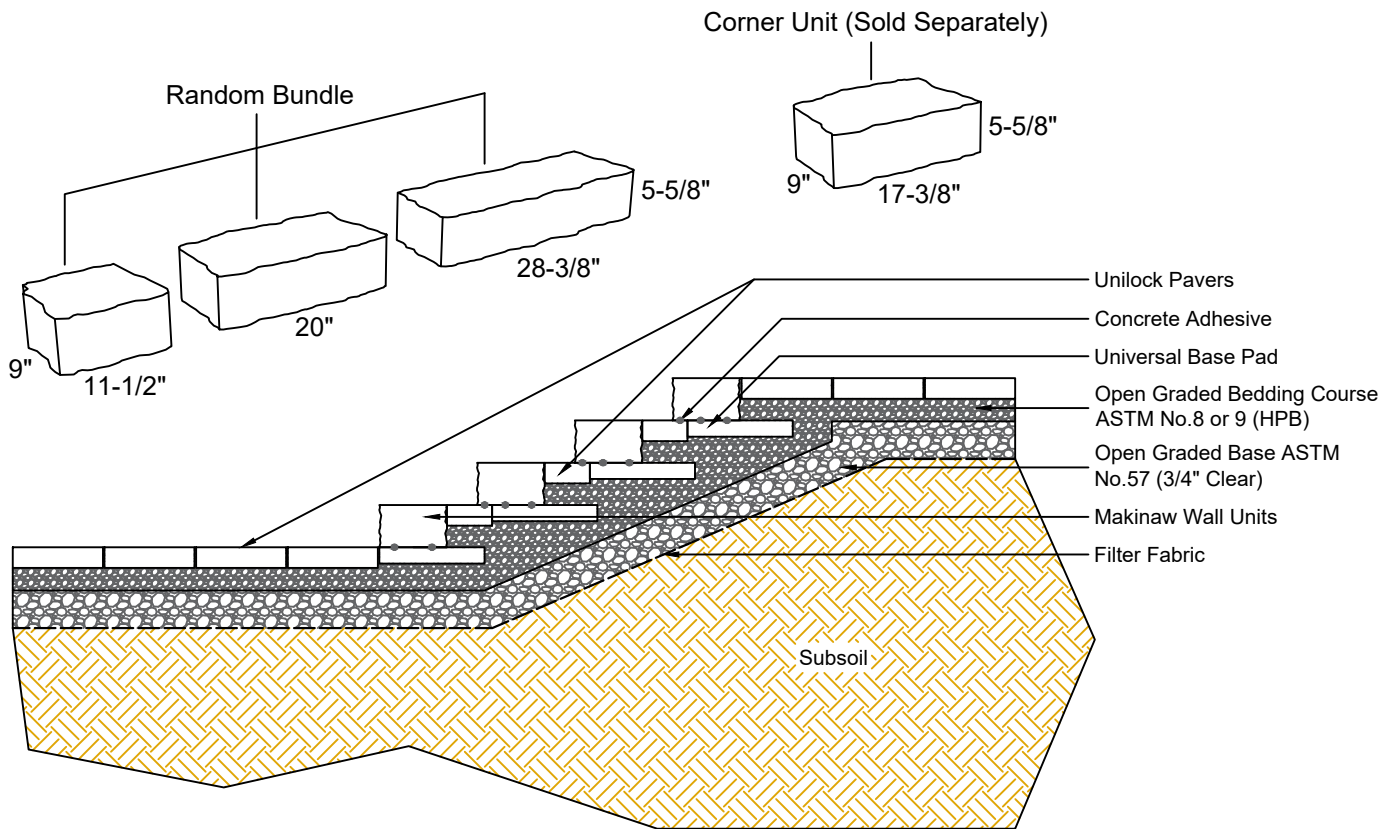 Corner Unit (Sold Separately)
Random Bundle
5-5/8"
9"
17-3/8"
5-5/8"
28-3/8"
20"
9"
11-1/2"
Unilock Pavers
Concrete Adhesive
Universal Base Pad
Open Graded Bedding Course
ASTM No.8 or 9 (HPB)
Open Graded Base ASTM
No.57 (3/4" Clear)
Makinaw Wall Units
Filter Fabric
Subsoil